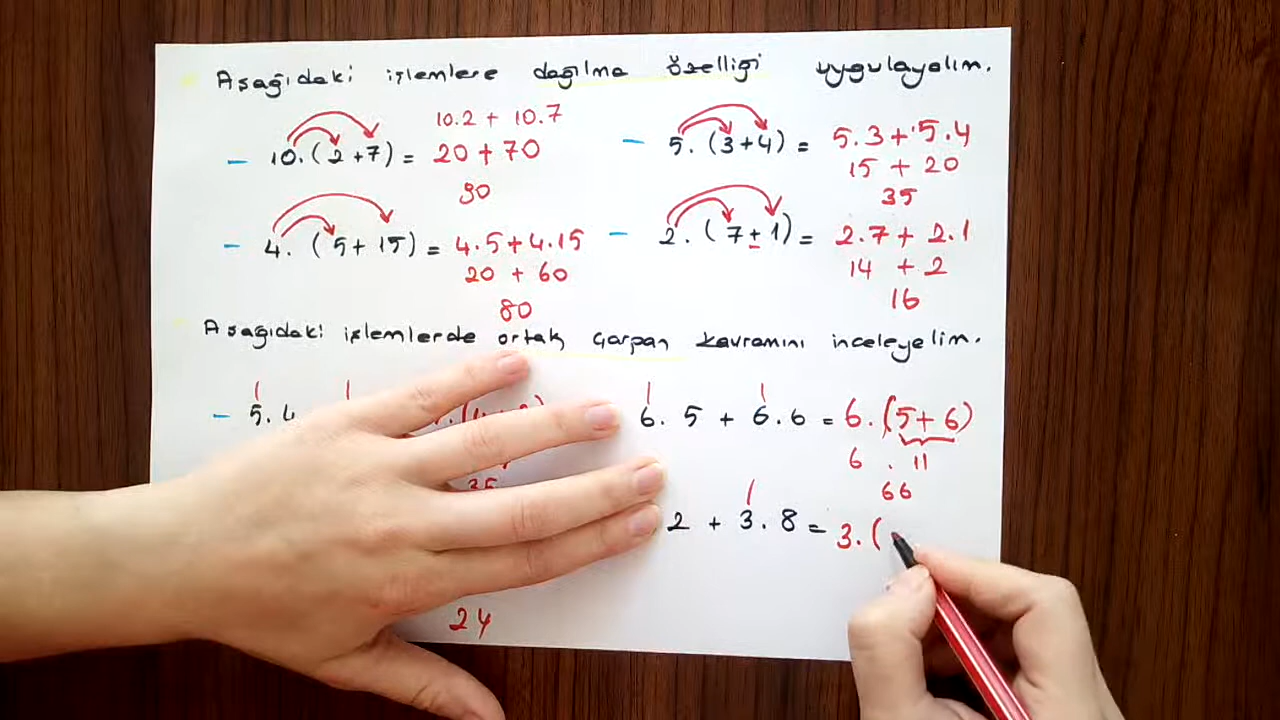 Aşağıdaki işlemlere dağılma özelliği uygulayalım.
- 10.(2+7) = 10.2 + 10.7
20 + 70
90
- 5.(3+4) = 5.3 + 5.4
15 + 20
35
- 4.(5+15) = 4.5+4.15
20 + 60
80
- 2.(7+1) = 2.7 + 2.1
14 + 2
16
Aşağıdaki işlemlerde ortak çarpan kavramını inceleyelim.
- 5.4
35
24
6.5 + 6.6 = 6.(5+6)
6 . 11
66
2 + 3.8 = 3.(